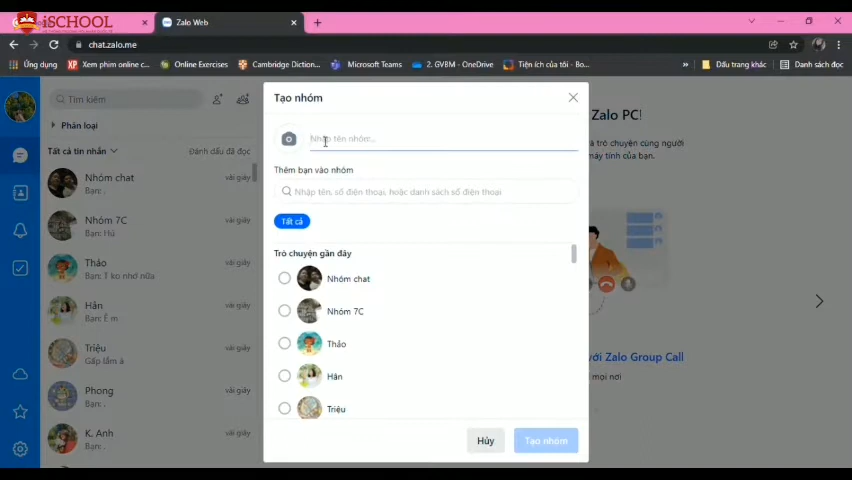 iSCHOOL
Zalo Web
chat.zalo.me
Ứng dụng
Xem phim online c...
Online Exercises
Cambridge Diction...
Microsoft Teams
2. GVBM - OneDrive
Tiện ích của tôi - Bo...
»
Dấu trang khác
Danh sách đọc
Tìm kiếm
Phân loại
Tất cả tin nhắn
Đánh dấu đã đọc
Nhóm chat
vài giây
Bạn: .
Nhóm 7C
vài giây
Bạn: Hú
Thảo
vài giây
Bạn: T ko nhớ nữa
Hân
vài giây
Bạn: Ê m
Triệu
vài giây
Gấp lắm à
Phong
vài giây
Bạn: .
K. Anh
vài giây
Bạn: .
Tạo nhóm
Nhập tên nhóm...
Thêm bạn vào nhóm
Nhập tên, số điện thoại, hoặc danh sách số điện thoại
Tất cả
Trò chuyện gần đây
Nhóm chat
Nhóm 7C
Thảo
Hân
Triệu
Hủy
Tạo nhóm
Zalo PC!
trò chuyện cùng người
máy tính của bạn.
với Zalo Group Call
mọi nơi